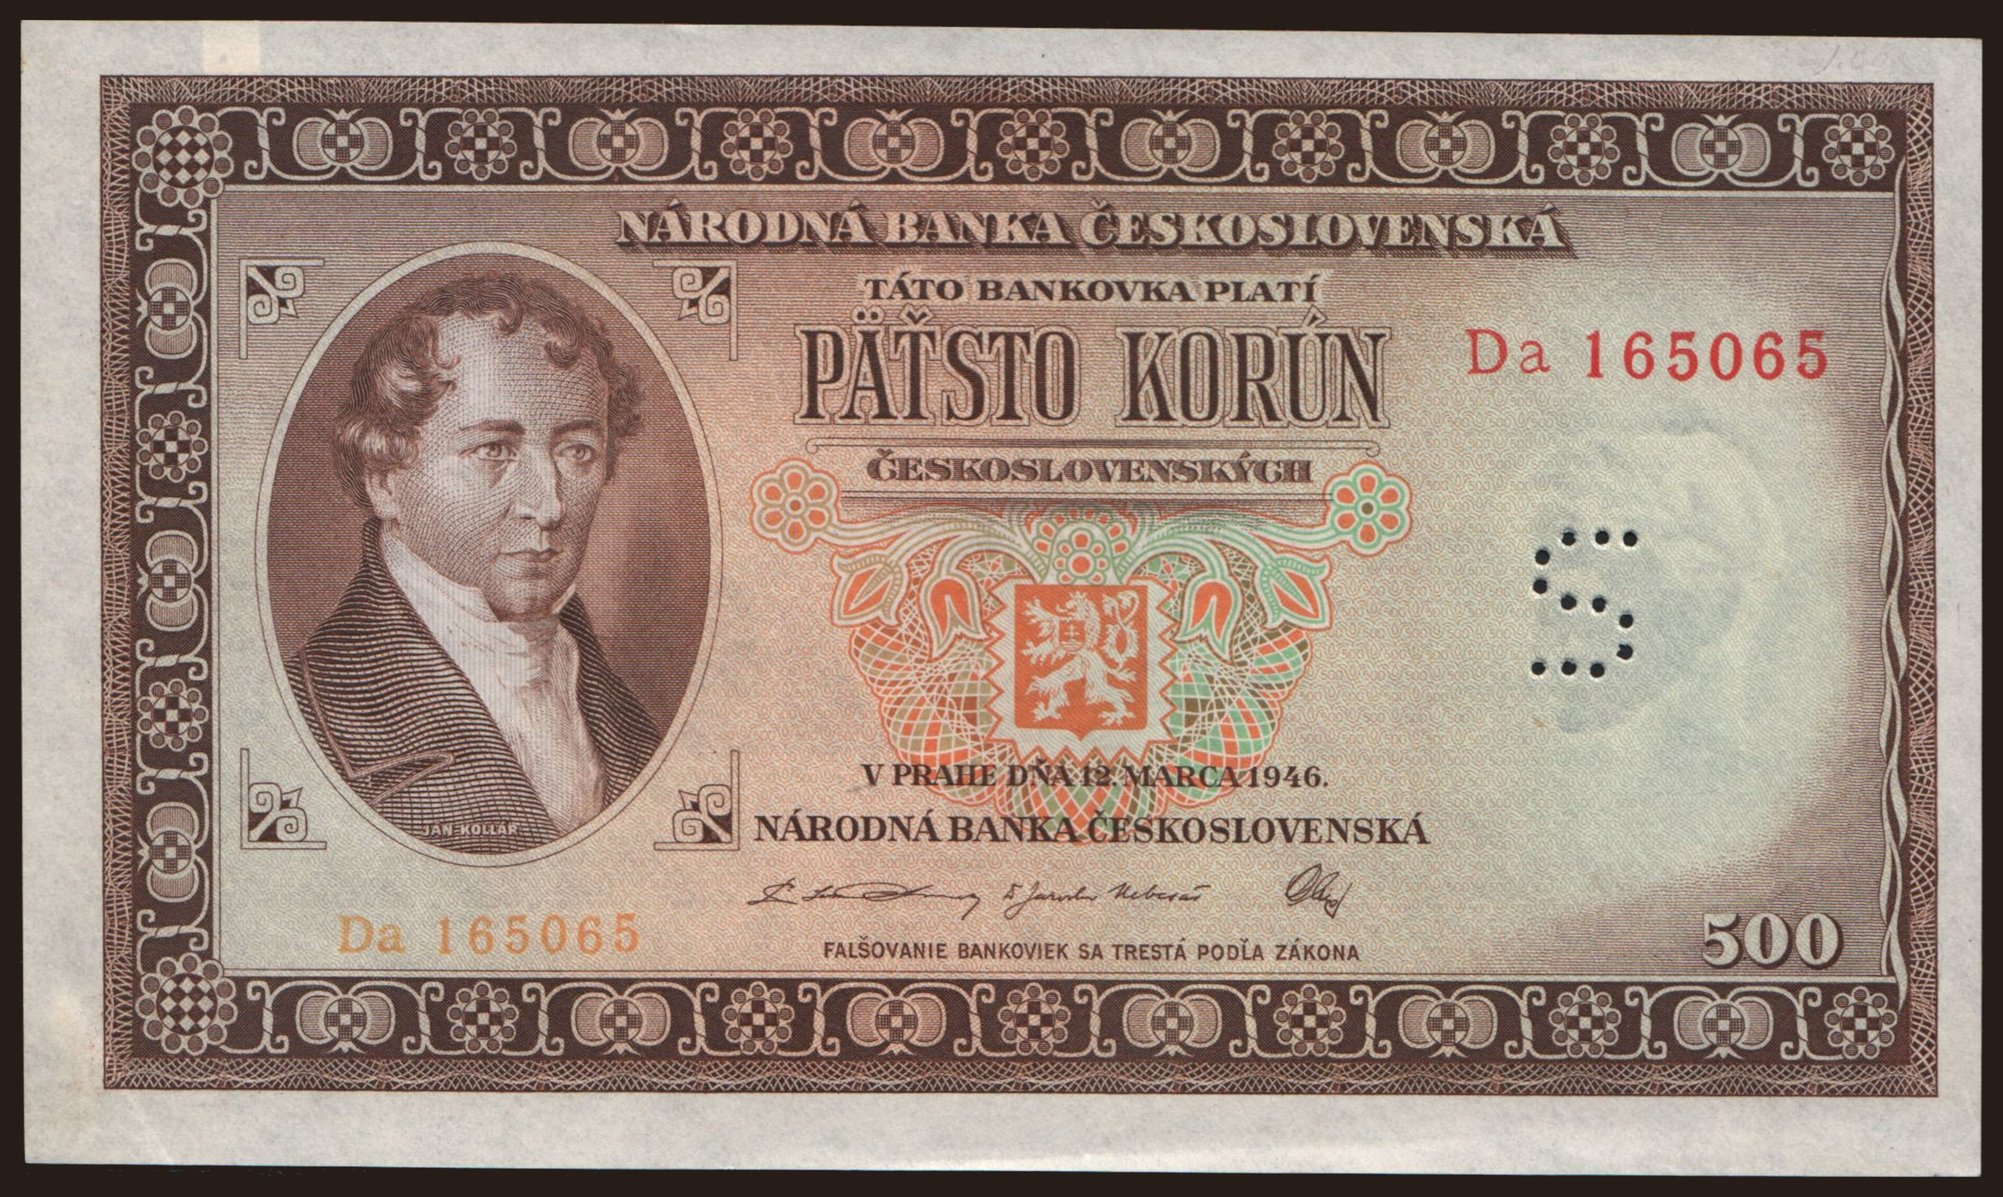 NÁRODNÁ BANKA ČESKOSLOVENSKÁ
TÁTO BANKOVKA PLATÍ
PÄŤSTO KORÚN
Da 165065
ČESKOSLOVENSKÝCH
S
V PRAHE DŇA 12. MARCA 1946.
JÁN KOLLÁR
NÁRODNÁ BANKA ČESKOSLOVENSKÁ
Da 165065
FALŠOVANIE BANKOVIEK SA TRESTÁ PODĽA ZÁKONA
500